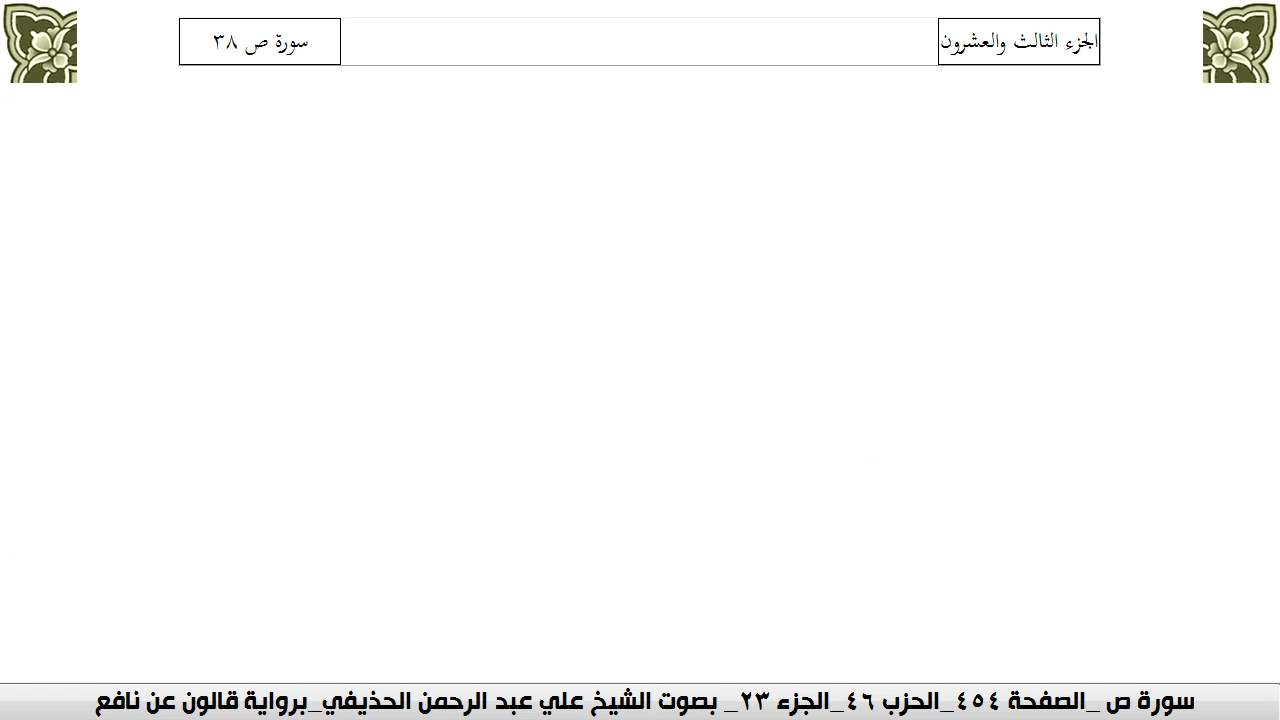 الجزء الثالث والعشرون
سورة ص ٣٨
سورة ص _الصفحة ٤٥٤_الحزب ٤٦_الجزء ٢٣_ بصوت الشيخ علي عبد الرحمن الحذيفي_برواية قالون عن نافع